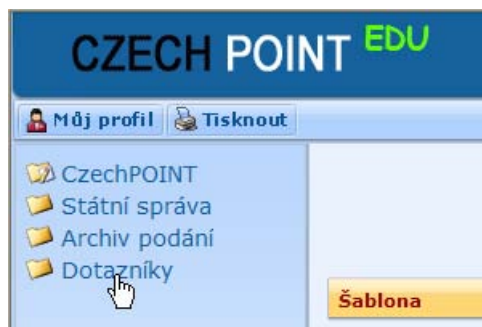 CZECH POINT EDU
Můj profil Tisknout
CzechPOINT
Státní správa
Archiv podání
Dotazníky
Šablona